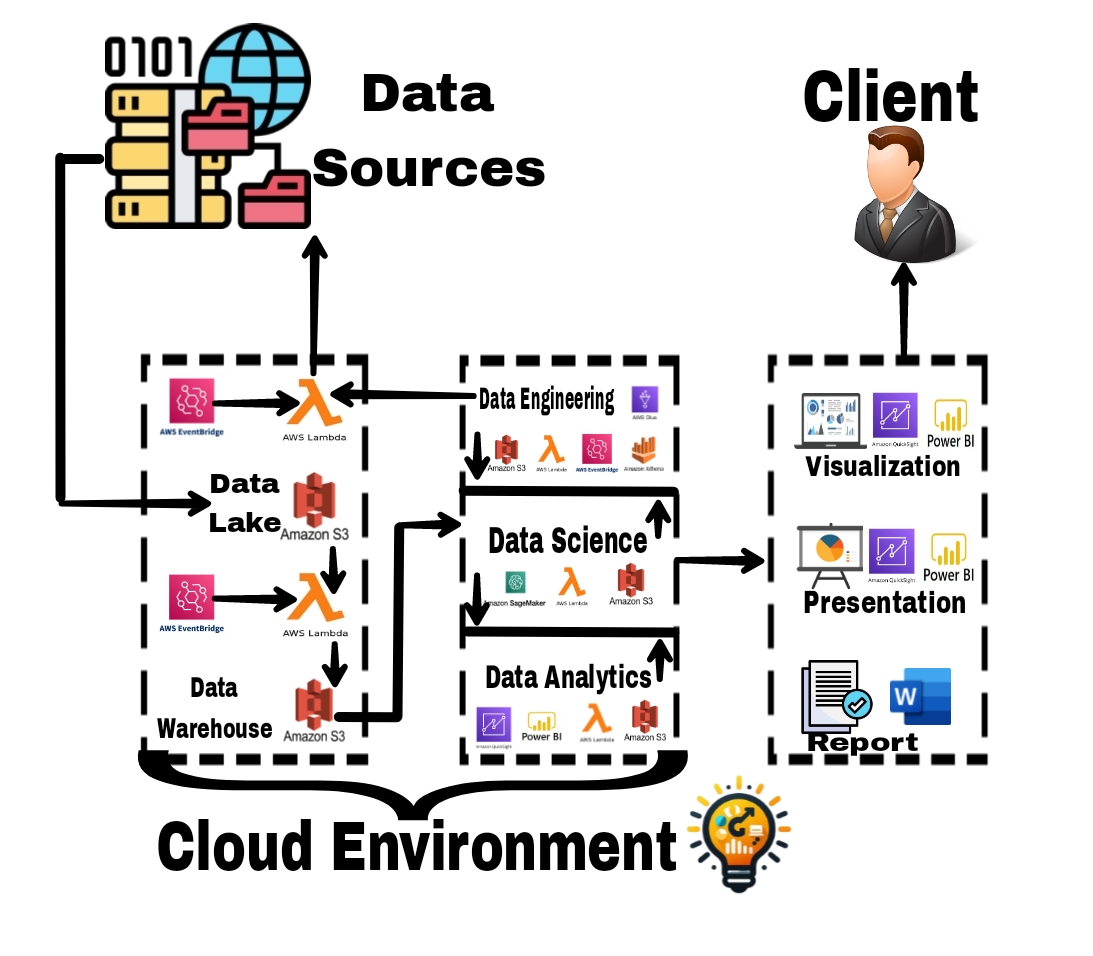 0101
Data
Sources
Client
AWS EventBridge
AWS Lambda
Data
Lake
Amazon S3
AWS EventBridge
AWS Lambda
Data
Warehouse
Amazon S3
Data Engineering
AWS Glue
Amazon S3
AWS Lambda
AWS EventBridge
Amazon Athena
Data Science
Amazon SageMaker
AWS Lambda
Amazon S3
Data Analytics
Amazon QuickSight
Power BI
AWS Lambda
Amazon S3
Amazon QuickSight
Power BI
Visualization
Amazon QuickSight
Power BI
Presentation
W
Report
Cloud Environment